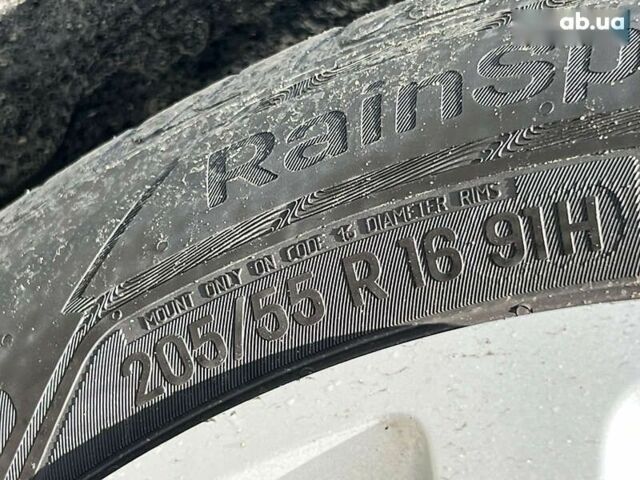 ab.ua
RainSp
MOUNT ONLY ON CODE 16 DIAMETER RIMS
205/55 R 16 91H